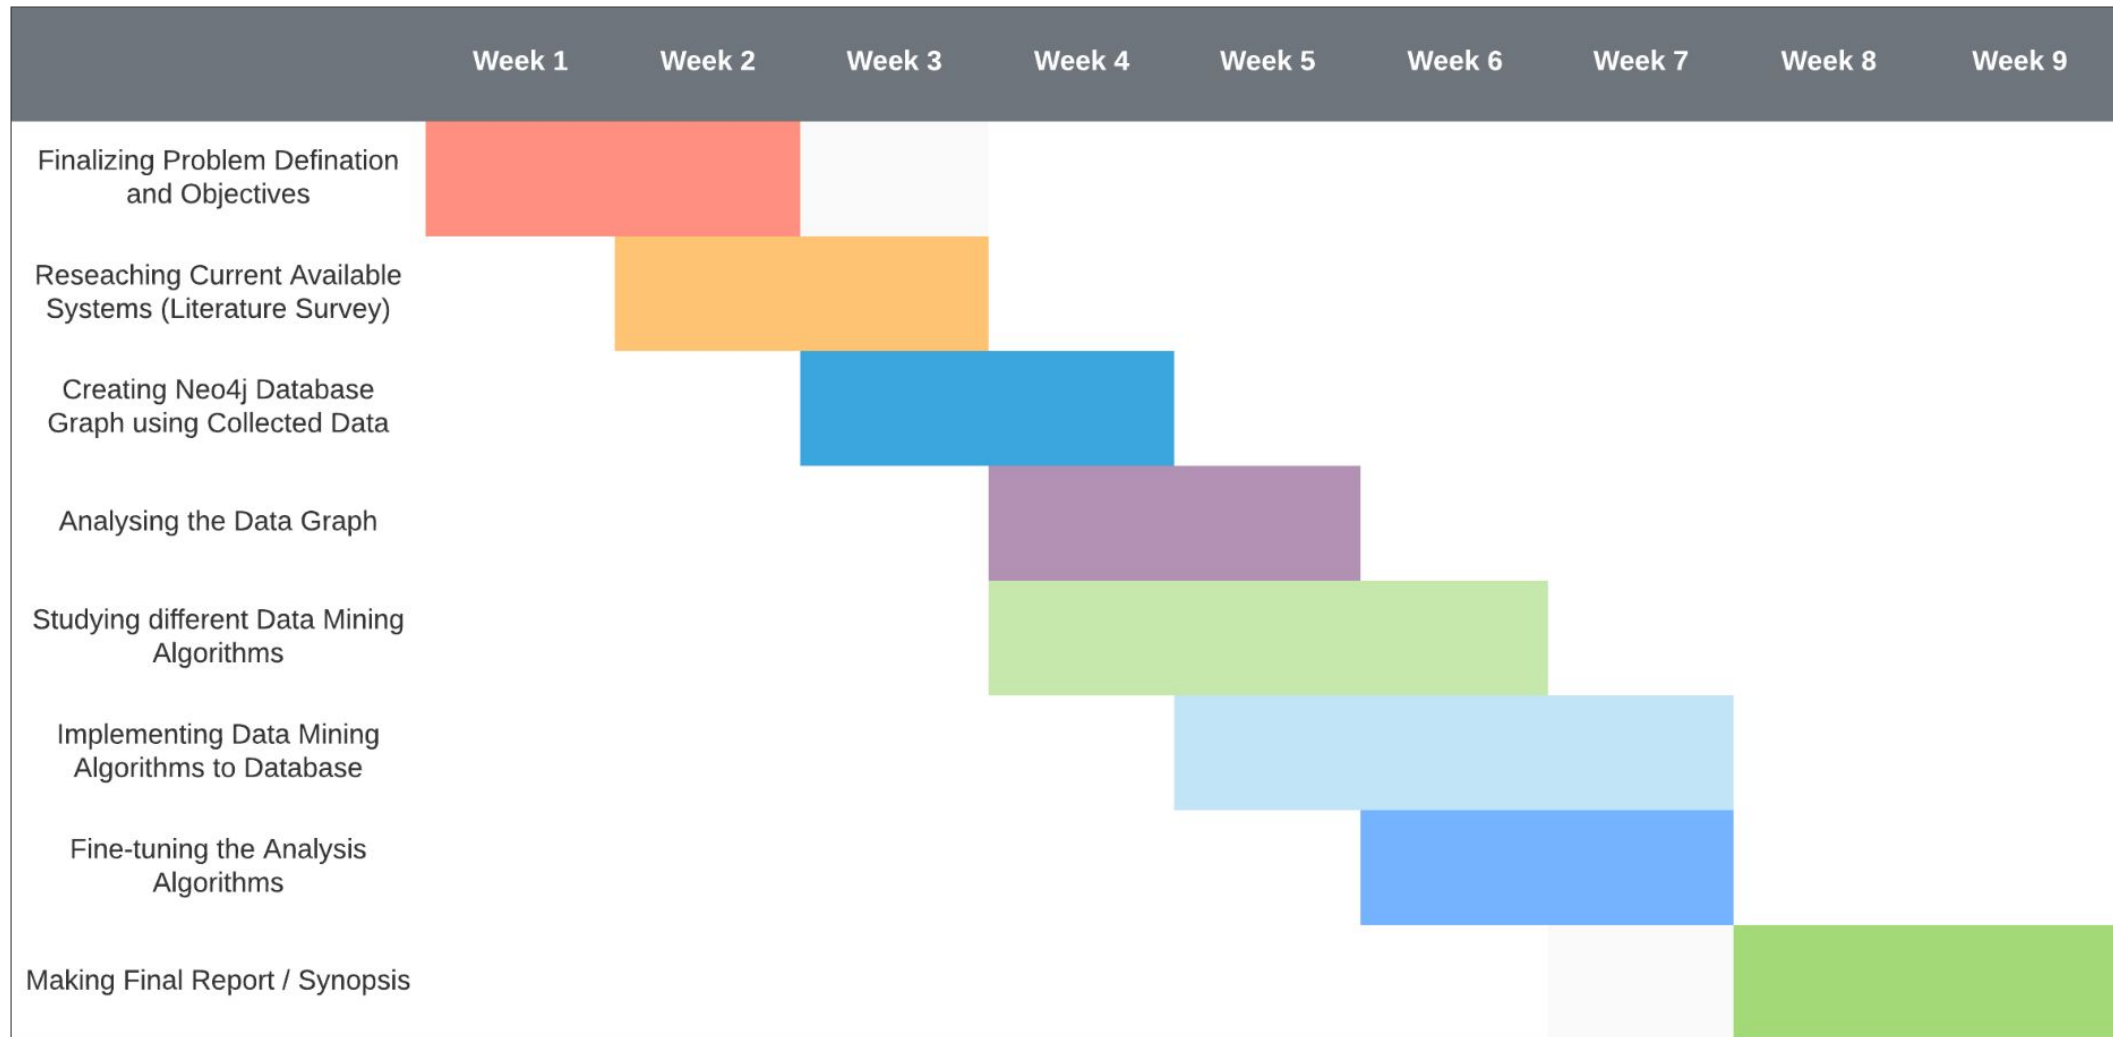 Week 1 Week 2 Week 3 Week 4 Week 5 Week 6 Week 7 Week 8 Week 9
Finalizing Problem Defination
and Objectives
Reseaching Current Available
Systems (Literature Survey)
Creating Neo4j Database
Graph using Collected Data
Analysing the Data Graph
Studying different Data Mining
Algorithms
Implementing Data Mining
Algorithms to Database
Fine-tuning the Analysis
Algorithms
Making Final Report / Synopsis